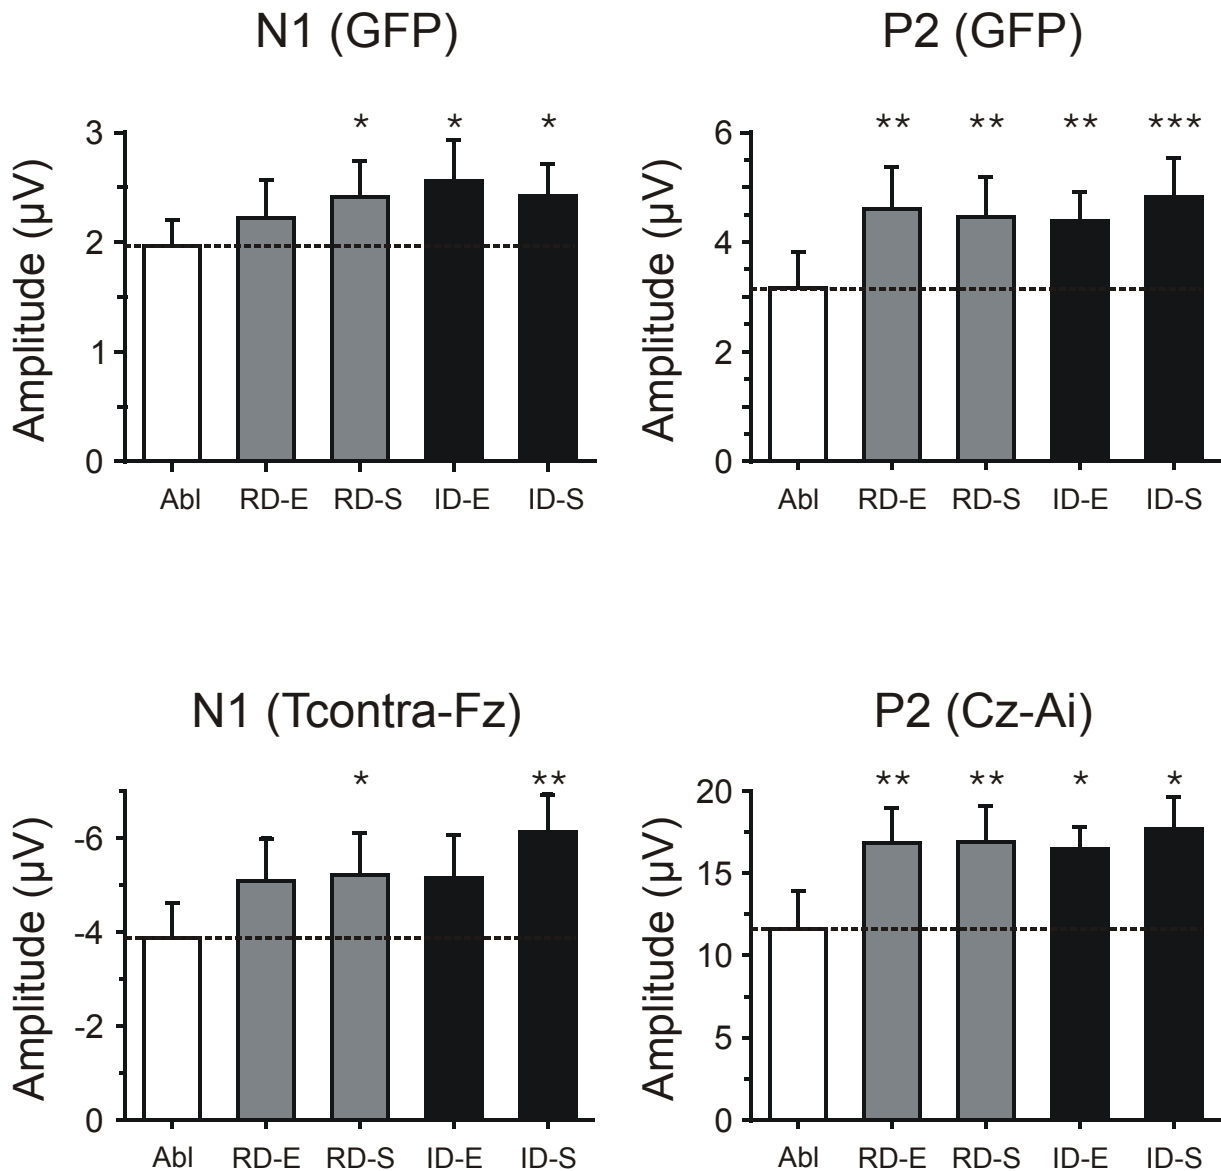 N1 (GFP)
* * *
Amplitude (µV)
3
2
1
0
Abl RD-E RD-S ID-E ID-S
P2 (GFP)
** ** ** ***
Amplitude (µV)
6
4
2
0
Abl RD-E RD-S ID-E ID-S
N1 (Tcontra-Fz)
* **
Amplitude (µV)
-6
-4
-2
0
Abl RD-E RD-S ID-E ID-S
P2 (Cz-Ai)
** ** * *
Amplitude (µV)
20
15
10
5
0
Abl RD-E RD-S ID-E ID-S